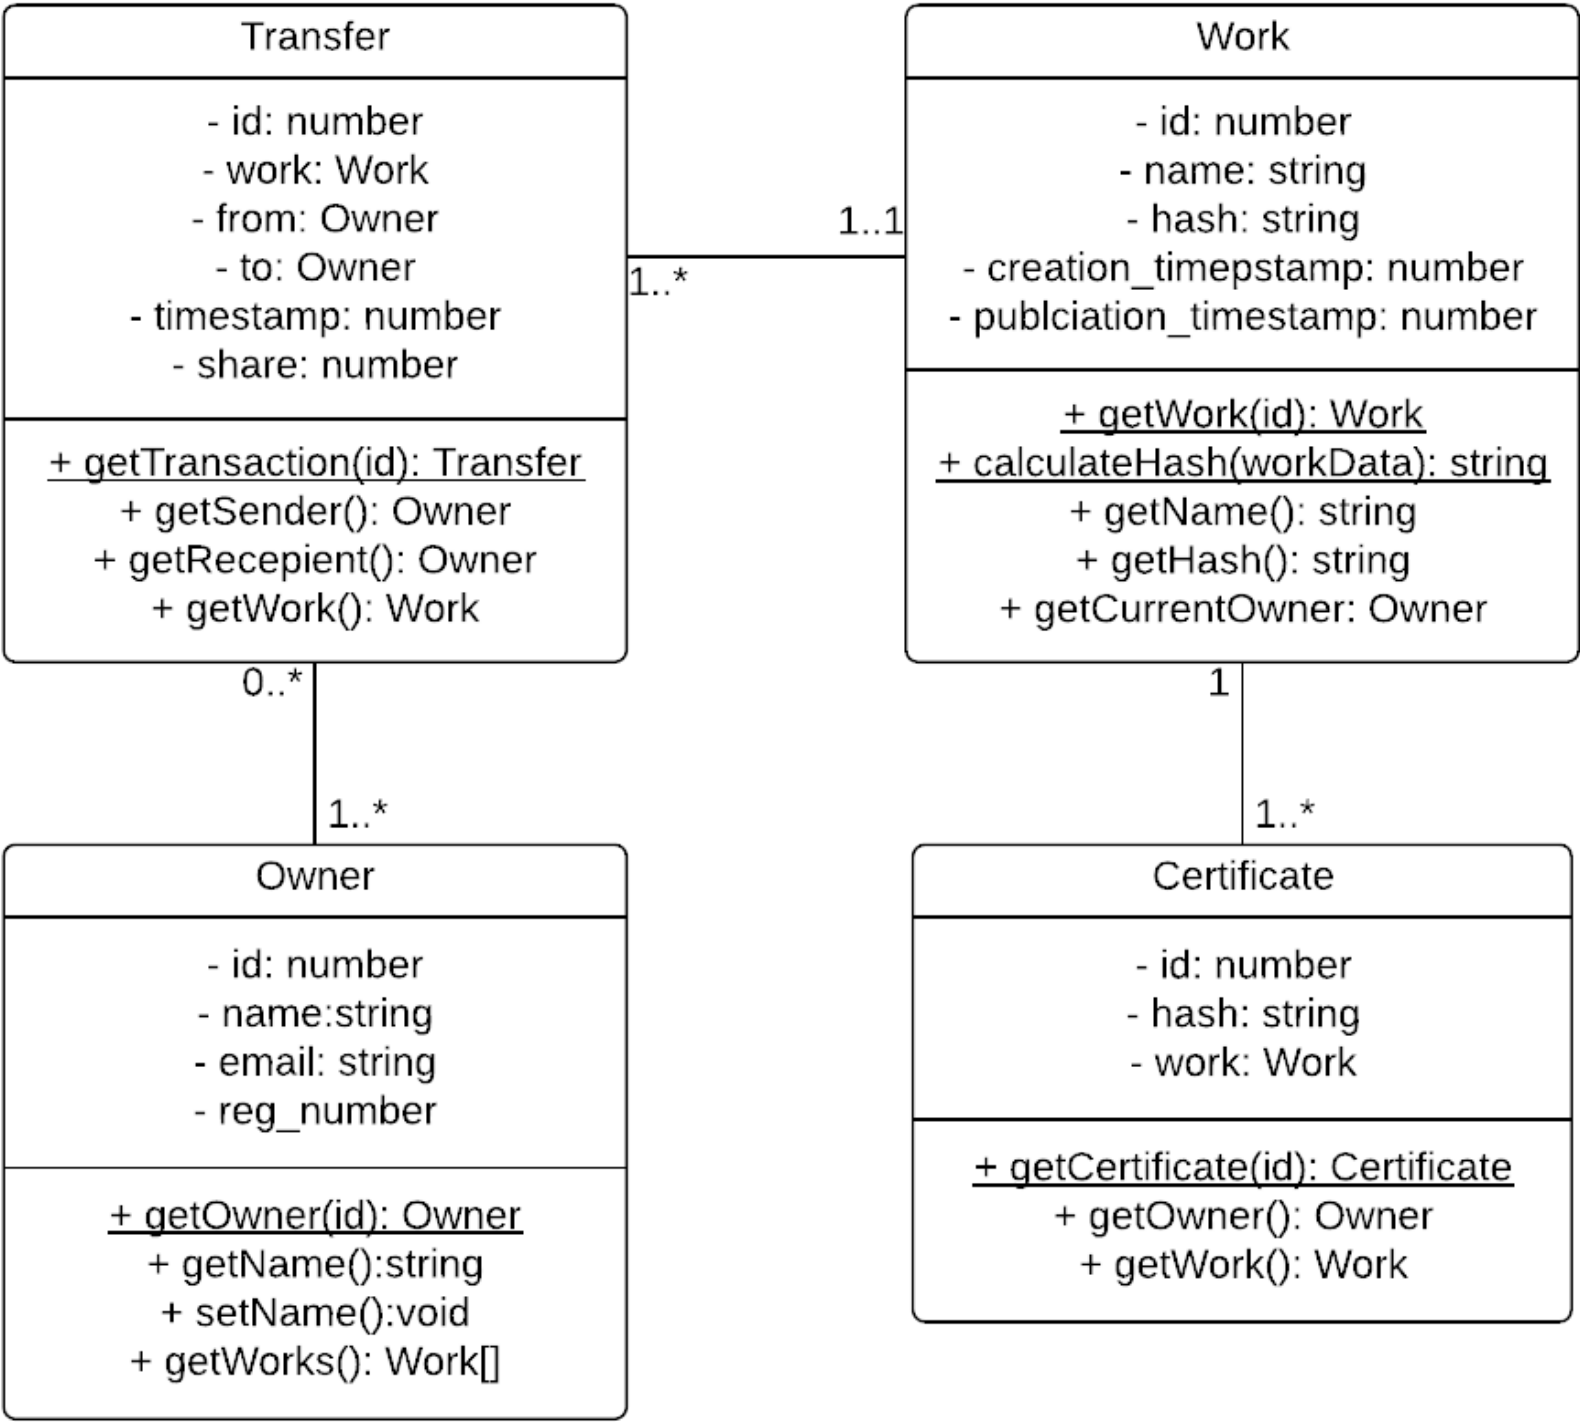 Transfer
- id: number
- work: Work
- from: Owner
- to: Owner
- timestamp: number
- share: number
+ getTransaction(id): Transfer
+ getSender(): Owner
+ getRecepient(): Owner
+ getWork(): Work
1..*
1..1
Work
- id: number
- name: string
- hash: string
- creation_timepstamp: number
- publciation_timestamp: number
+ getWork(id): Work
+ calculateHash(workData): string
+ getName(): string
+ getHash(): string
+ getCurrentOwner: Owner
0..*
1..*
1
1..*
Owner
- id: number
- name:string
- email: string
- reg_number
+ getOwner(id): Owner
+ getName():string
+ setName():void
+ getWorks(): Work[]
Certificate
- id: number
- hash: string
- work: Work
+ getCertificate(id): Certificate
+ getOwner(): Owner
+ getWork(): Work